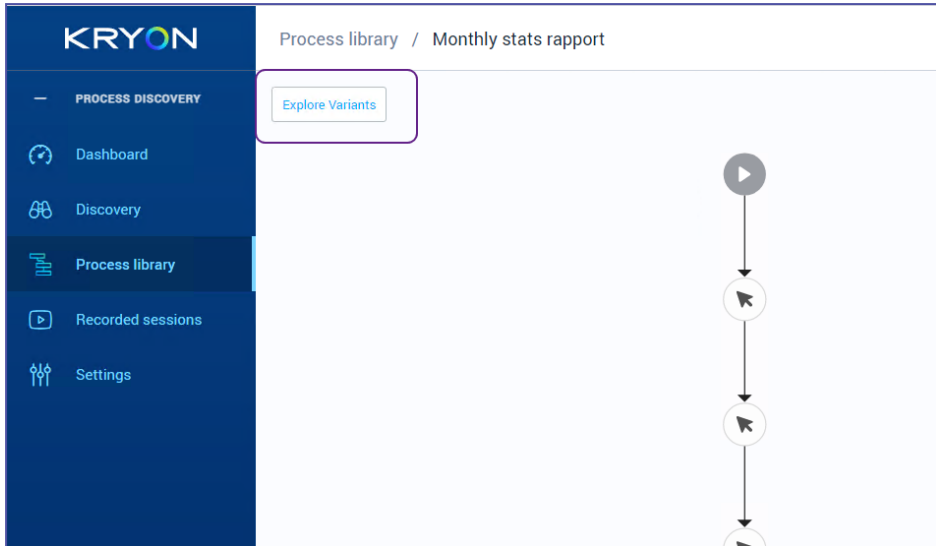 KRYON
Process library / Monthly stats rapport
PROCESS DISCOVERY
Explore Variants
Dashboard
Discovery
Process library
Recorded sessions
Settings